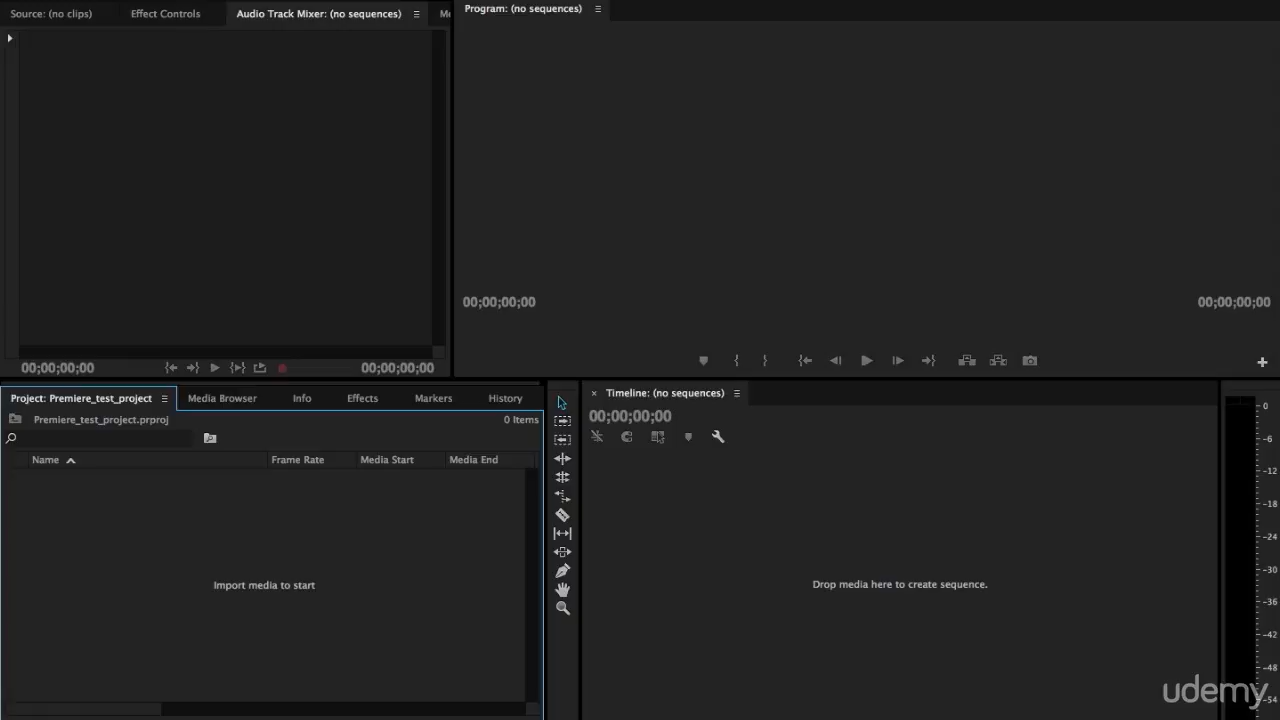 Source: (no clips) Effect Controls Audio Track Mixer: (no sequences)
Program: (no sequences)
00;00;00;00 00;00;00;00
00;00;00;00 00;00;00;00
Project: Premiere_test_project Media Browser Info Effects Markers History
Premiere_test_project.prproj 0 Items
Name Frame Rate Media Start Media End
Import media to start
Timeline: (no sequences)
00;00;00;00
Drop media here to create sequence.
0
-6
-12
-18
-24
-30
-36
-42
-48
-54
udemy